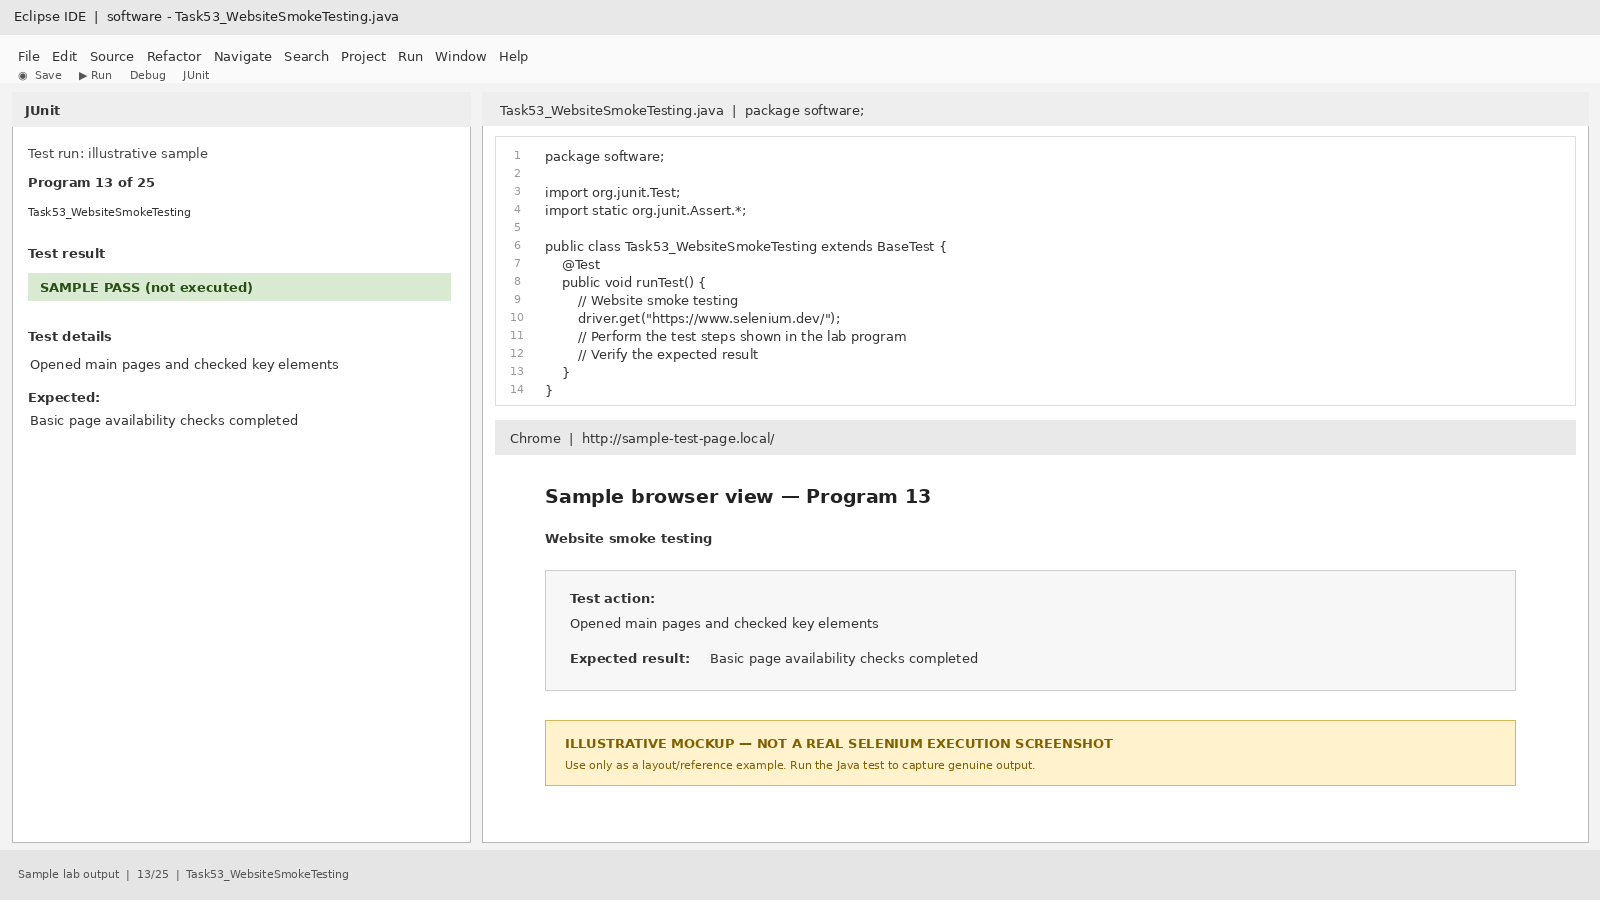 Eclipse IDE | software - Task53_WebsiteSmokeTesting.java
File Edit Source Refactor Navigate Search Project Run Window Help
◉ Save ▶ Run Debug JUnit
JUnit
Test run: illustrative sample
Program 13 of 25
Task53_WebsiteSmokeTesting
Test result
SAMPLE PASS (not executed)
Test details
Opened main pages and checked key elements
Expected:
Basic page availability checks completed
Task53_WebsiteSmokeTesting.java | package software;
1 package software;
2
3 import org.junit.Test;
4 import static org.junit.Assert.*;
5
6 public class Task53_WebsiteSmokeTesting extends BaseTest {
7 @Test
8 public void runTest() {
9 // Website smoke testing
10 driver.get("https://www.selenium.dev/");
11 // Perform the test steps shown in the lab program
12 // Verify the expected result
13 }
14 }
Chrome | http://sample-test-page.local/
Sample browser view — Program 13
Website smoke testing
Test action:
Opened main pages and checked key elements
Expected result: Basic page availability checks completed
ILLUSTRATIVE MOCKUP — NOT A REAL SELENIUM EXECUTION SCREENSHOT
Use only as a layout/reference example. Run the Java test to capture genuine output.
Sample lab output | 13/25 | Task53_WebsiteSmokeTesting